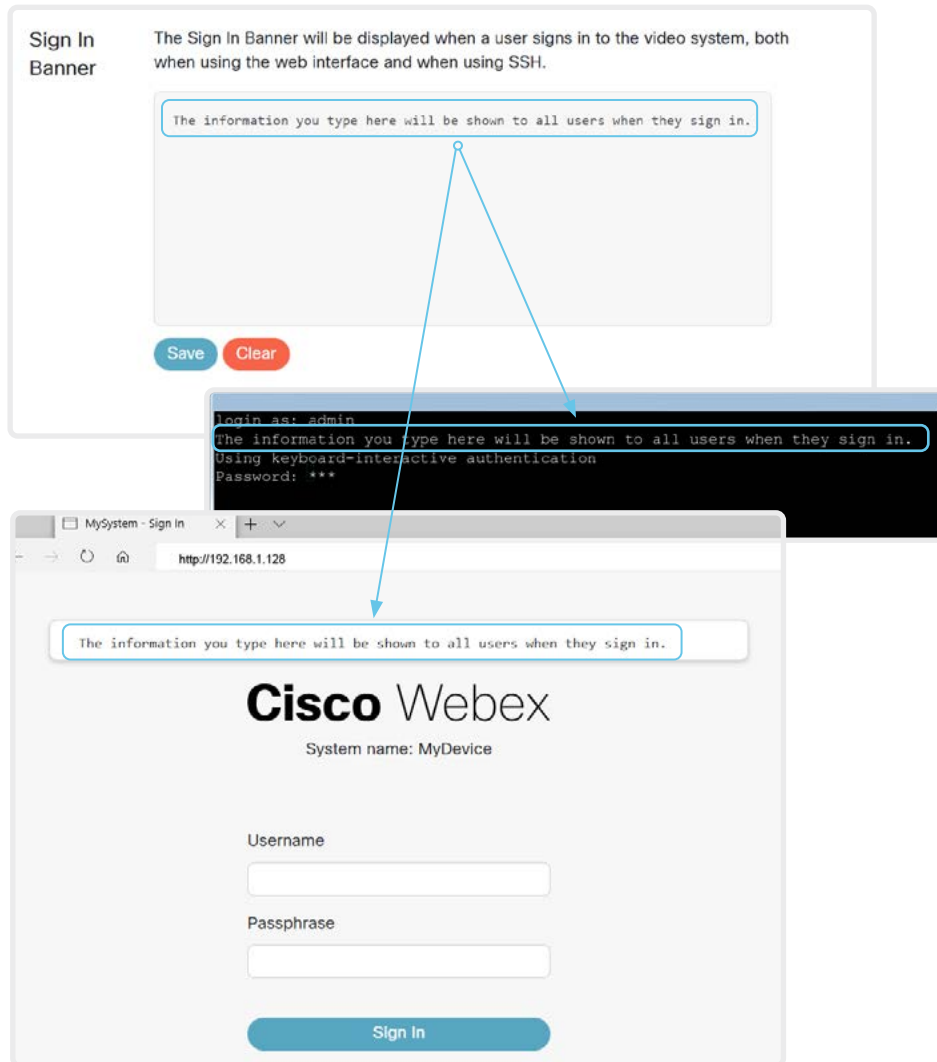 Sign In
Banner
The Sign In Banner will be displayed when a user signs in to the video system, both
when using the web interface and when using SSH.
The information you type here will be shown to all users when they sign in.
Save Clear
login as: admin
The information you type here will be shown to all users when they sign in.
Using keyboard-interactive authentication
Password: ***
MySystem - Sign In
http://192.168.1.128
The information you type here will be shown to all users when they sign in.
Cisco Webex
System name: MyDevice
Username
Passphrase
Sign In